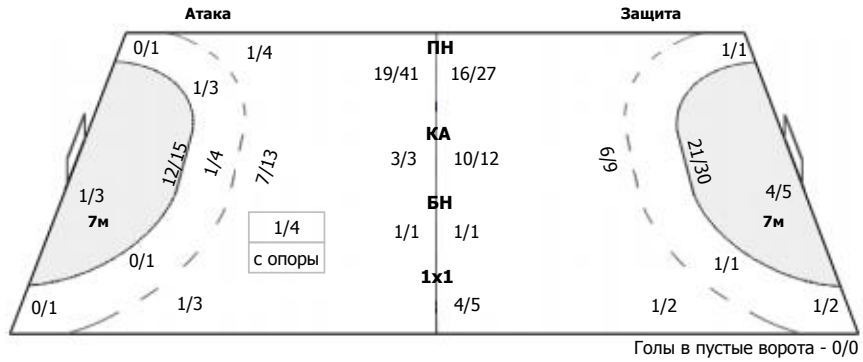 Атака Защита
0/1 1/4 ПН 1/1
19/41 16/27
1/3
КА
12/15 1/4 7/13 3/3 10/12 6/9 21/30
1/3 4/5
7м БН 7м
1/4 1/1 1/1
0/1 с опоры 1/1
1x1
0/1 1/3 4/5 1/2 1/2
Голы в пустые ворота - 0/0